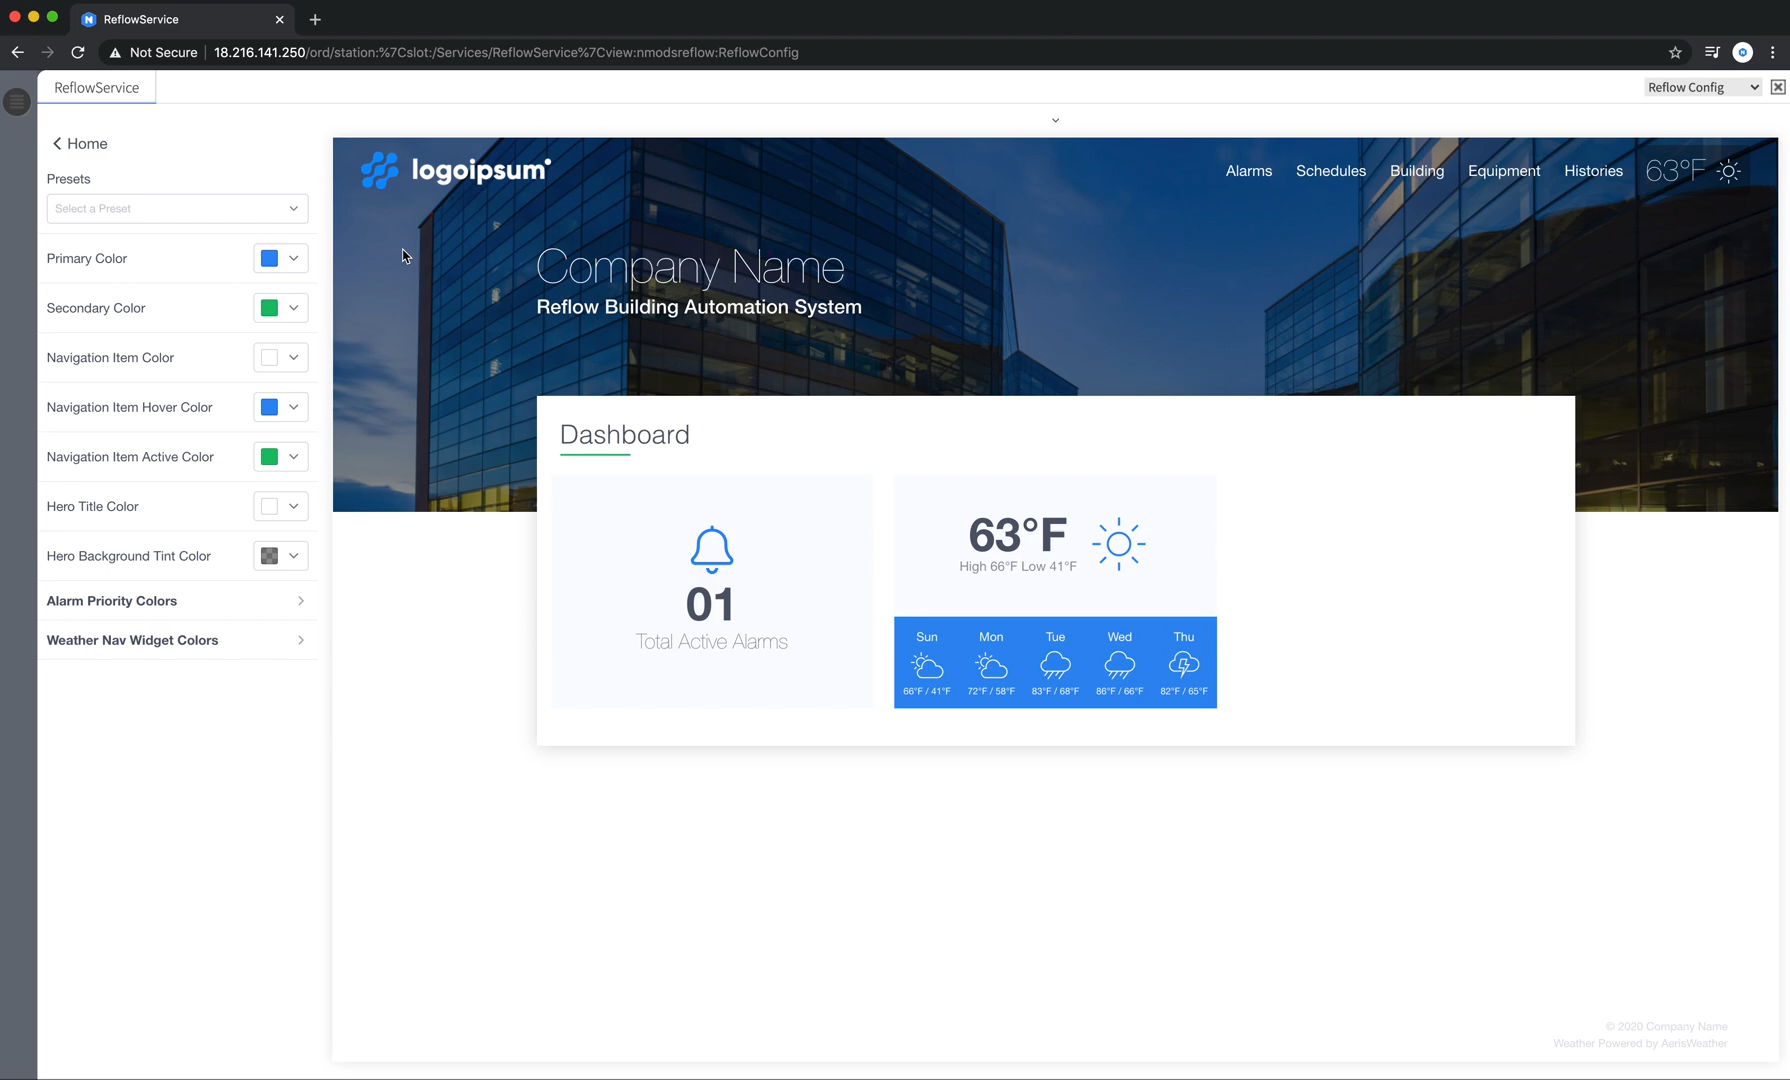 ReflowService
Not Secure 18.216.141.250/ord/station:%7Cslot:/Services/ReflowService%7Cview:nmodsreflow:ReflowConfig
ReflowService
Reflow Config
Home
Presets
Select a Preset
Primary Color
Secondary Color
Navigation Item Color
Navigation Item Hover Color
Navigation Item Active Color
Hero Title Color
Hero Background Tint Color
Alarm Priority Colors
Weather Nav Widget Colors
logoipsum
Alarms Schedules Building Equipment Histories 63°F
Company Name
Reflow Building Automation System
Dashboard
01
Total Active Alarms
63°F
High 66°F Low 41°F
Sun Mon Tue Wed Thu
66°F / 41°F 72°F / 58°F 83°F / 68°F 86°F / 66°F 82°F / 65°F
© 2020 Company Name
Weather Powered by AerisWeather